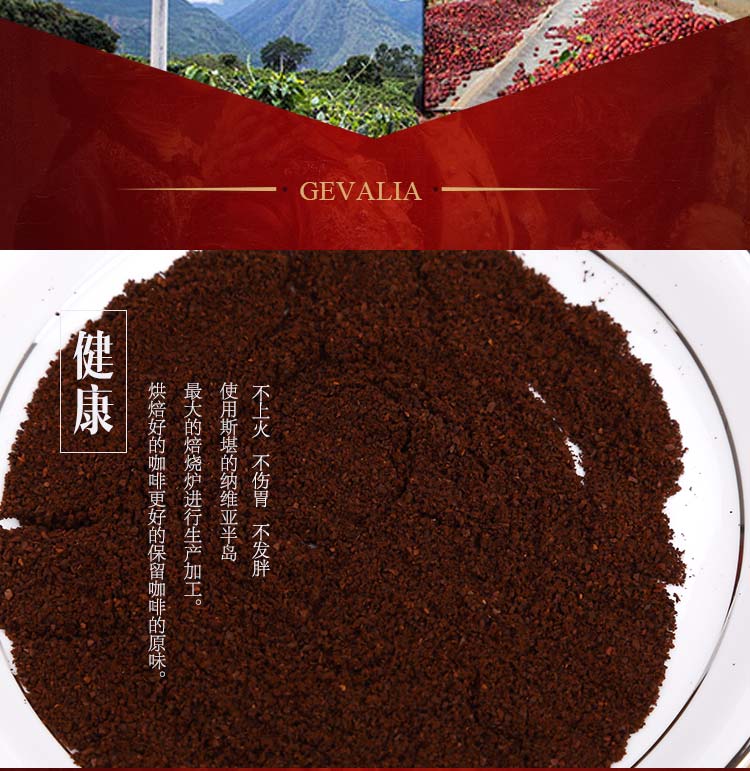 GEVALIA
健康
不上火 不伤胃 不发胖
使用斯堪的纳维亚半岛
最大的焙烧炉进行生产加工。
烘焙好的咖啡更好的保留咖啡的原味。